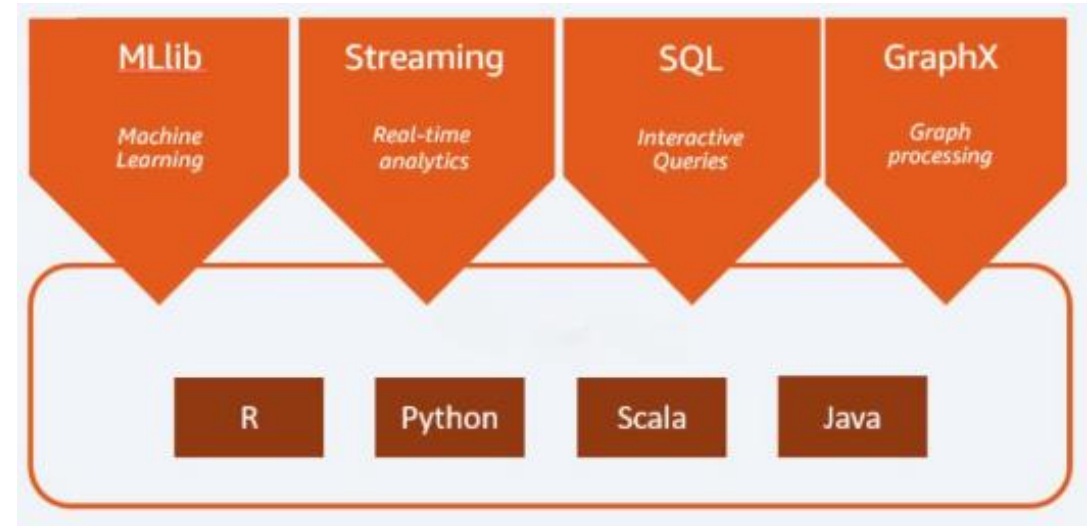 MLlib
Machine
Learning
Streaming
Real-time
analytics
SQL
Interactive
Queries
GraphX
Graph
processing
R
Python
Scala
Java